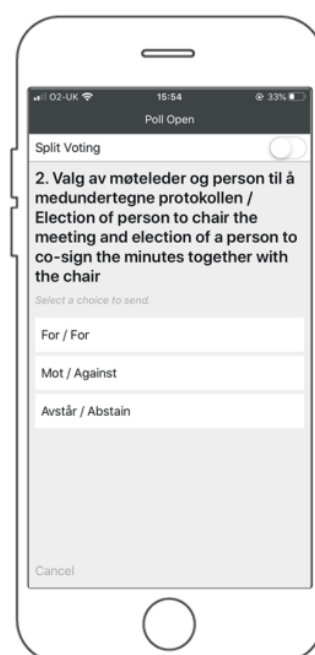 O2-UK 15:54 33%
Poll Open
Split Voting
2. Valg av møteleder og person til å
medundertegne protokollen /
Election of person to chair the
meeting and election of a person to
co-sign the minutes together with
the chair
Select a choice to send.
For / For
Mot / Against
Avstår / Abstain
Cancel